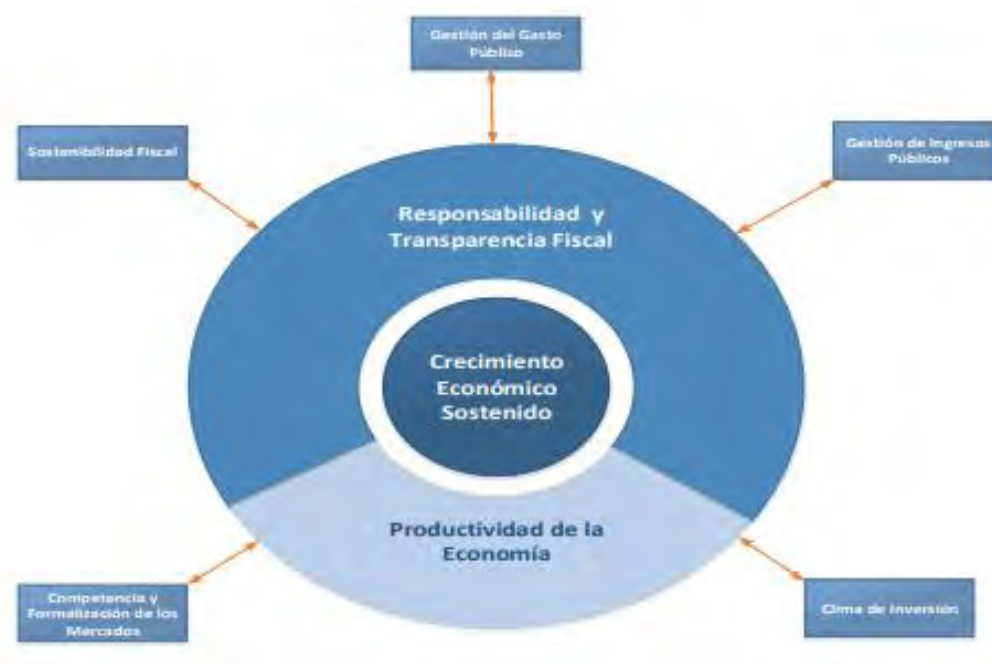 Gestión del Gasto
Público
Sostenibilidad Fiscal
Gestión de Ingresos
Públicos
Responsabilidad y
Transparencia Fiscal
Crecimiento
Económico
Sostenido
Productividad de la
Economía
Competencia y
Formalización de los
Mercados
Clima de Inversión